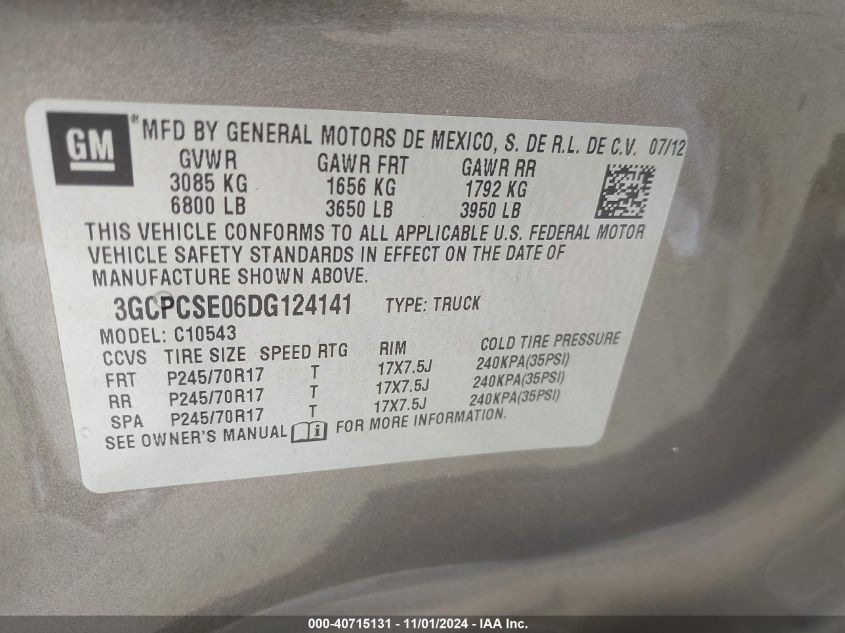 GM ® MFD BY GENERAL MOTORS DE MEXICO, S. DE R.L. DE C.V. 07/12
GVWR GAWR FRT GAWR RR
3085 KG 1656 KG 1792 KG
6800 LB 3650 LB 3950 LB
THIS VEHICLE CONFORMS TO ALL APPLICABLE U.S. FEDERAL MOTOR
VEHICLE SAFETY STANDARDS IN EFFECT ON THE DATE OF
MANUFACTURE SHOWN ABOVE.
3GCPCSE06DG124141 TYPE: TRUCK
MODEL: C10543
CCVS TIRE SIZE SPEED RTG RIM COLD TIRE PRESSURE
FRT P245/70R17 T 17X7.5J 240KPA(35PSI)
RR P245/70R17 T 17X7.5J 240KPA(35PSI)
SPA P245/70R17 T 17X7.5J 240KPA(35PSI)
SEE OWNER'S MANUAL i FOR MORE INFORMATION.
000-40715131 - 11/01/2024 - IAA Inc.